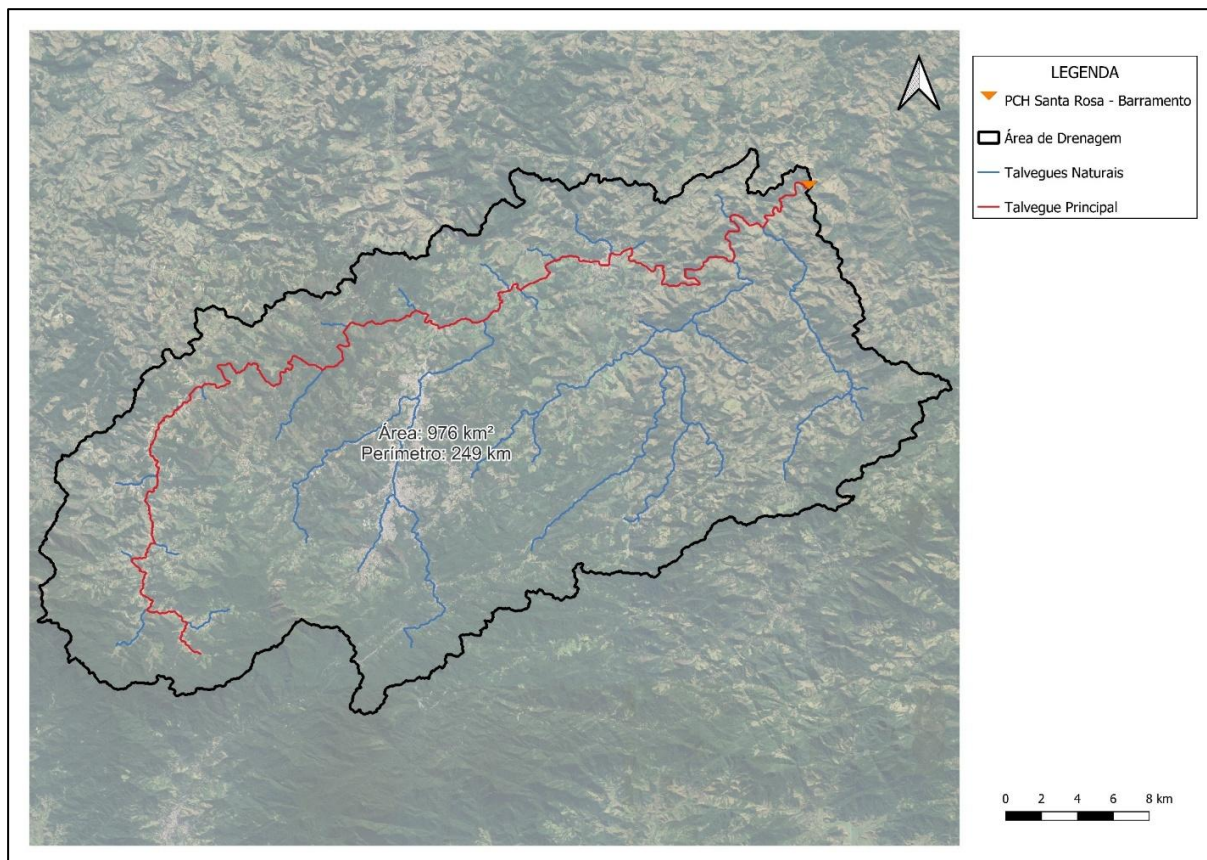 LEGENDA
PCH Santa Rosa - Barramento
Área de Drenagem
Talvegues Naturais
Talvegue Principal
Área: 976 km²
Perímetro: 249 km
0 2 4 6 8 km